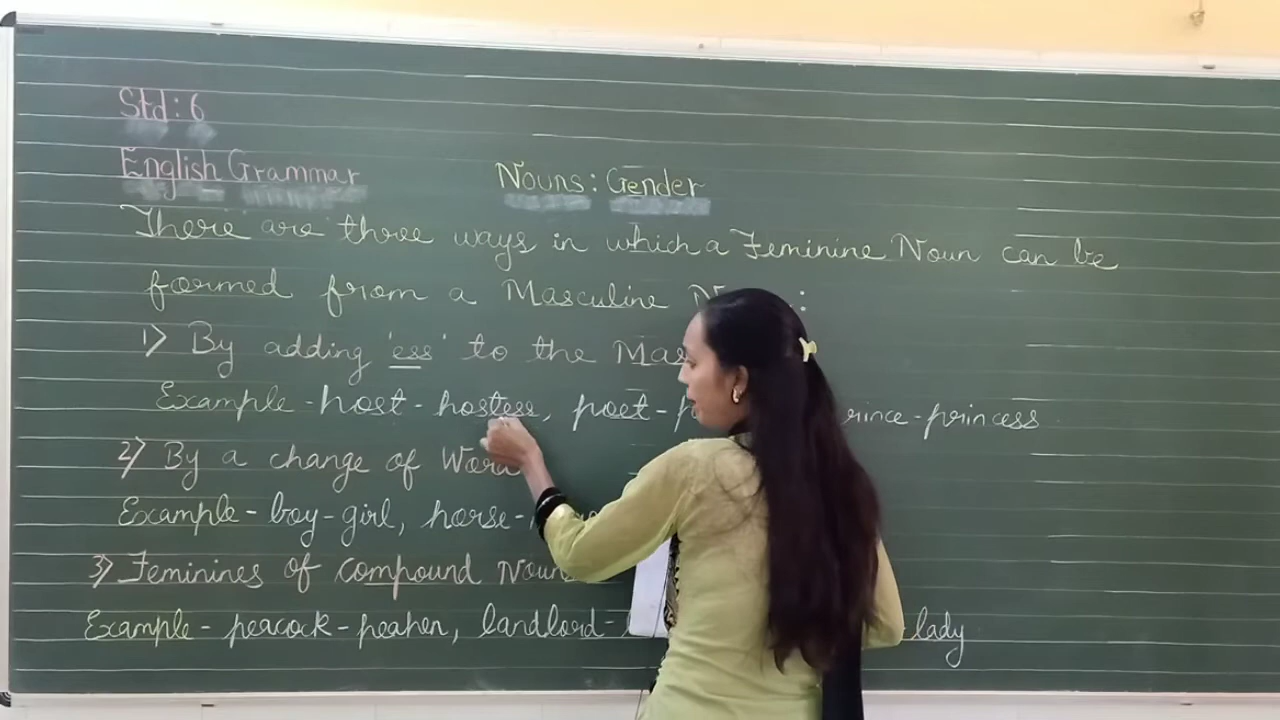 Std: 6
English Grammar
Nouns: Gender
There are three ways in which a Feminine Noun can be
formed from a Masculine :
1) By adding 'ess' to the
Example - host - hostess, poet - rince - princess
2) By a change of Word
Example - boy - girl, horse -
3) Feminines of compound Noun
Example - peacock - peahen, landlord - lady